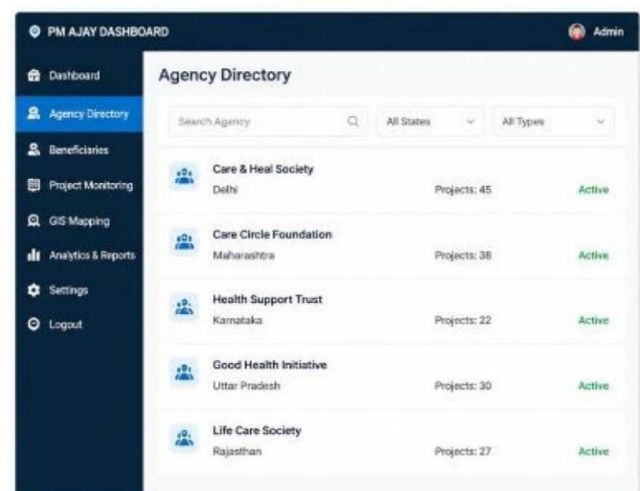 PM AJAY DASHBOARD
Admin
Dashboard
Agency Directory
Beneficiaries
Project Monitoring
GIS Mapping
Analytics & Reports
Settings
Logout
Agency Directory
Search Agency
All States
All Types
Care & Heal Society
Delhi Projects: 45 Active
Care Circle Foundation
Maharashtra Projects: 38 Active
Health Support Trust
Karnataka Projects: 22 Active
Good Health Initiative
Uttar Pradesh Projects: 30 Active
Life Care Society
Rajasthan Projects: 27 Active